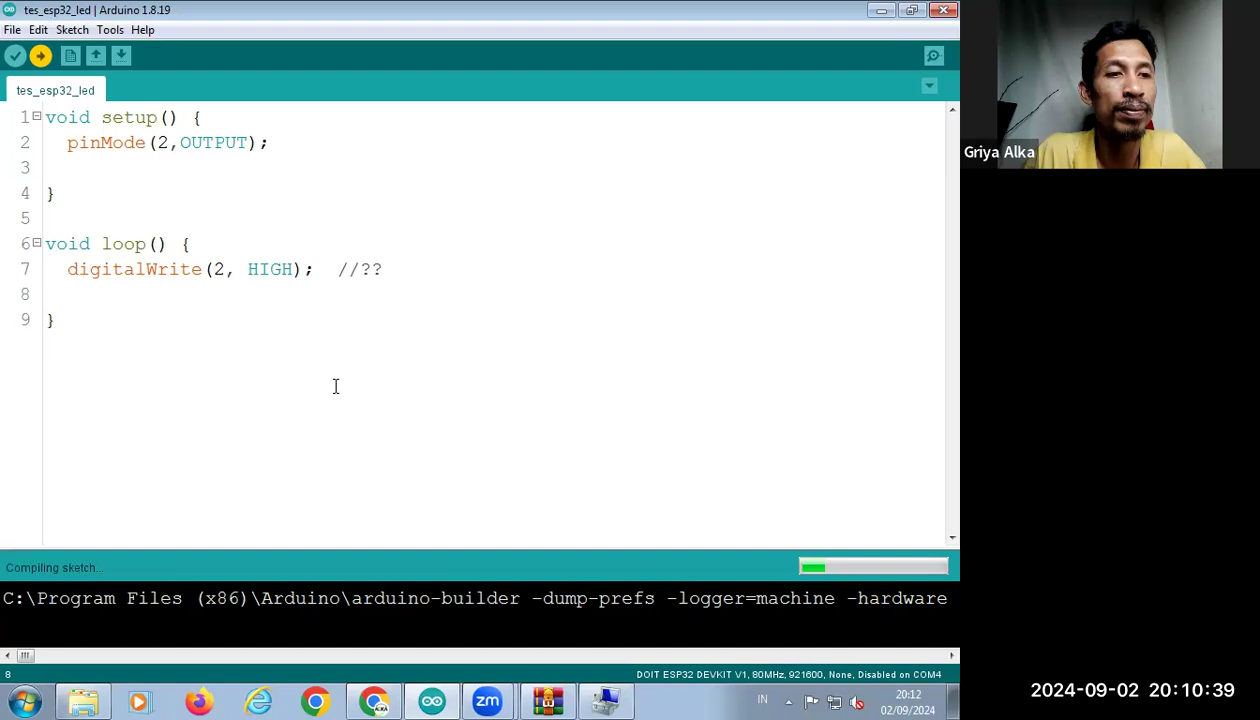 tes_esp32_led | Arduino 1.8.19
File Edit Sketch Tools Help
tes_esp32_led
1 void setup() {
2 pinMode(2,OUTPUT);
3
4 }
5
6 void loop() {
7 digitalWrite(2, HIGH); //??
8
9 }
Compiling sketch...
C:\Program Files (x86)\Arduino\arduino-builder -dump-prefs -logger=machine -hardware
8
DOIT ESP32 DEVKIT V1, 80MHz, 921600, None, Disabled on COM4
zm
ALKA
IN
20:12
02/09/2024
Griya Alka
2024-09-02 20:10:39